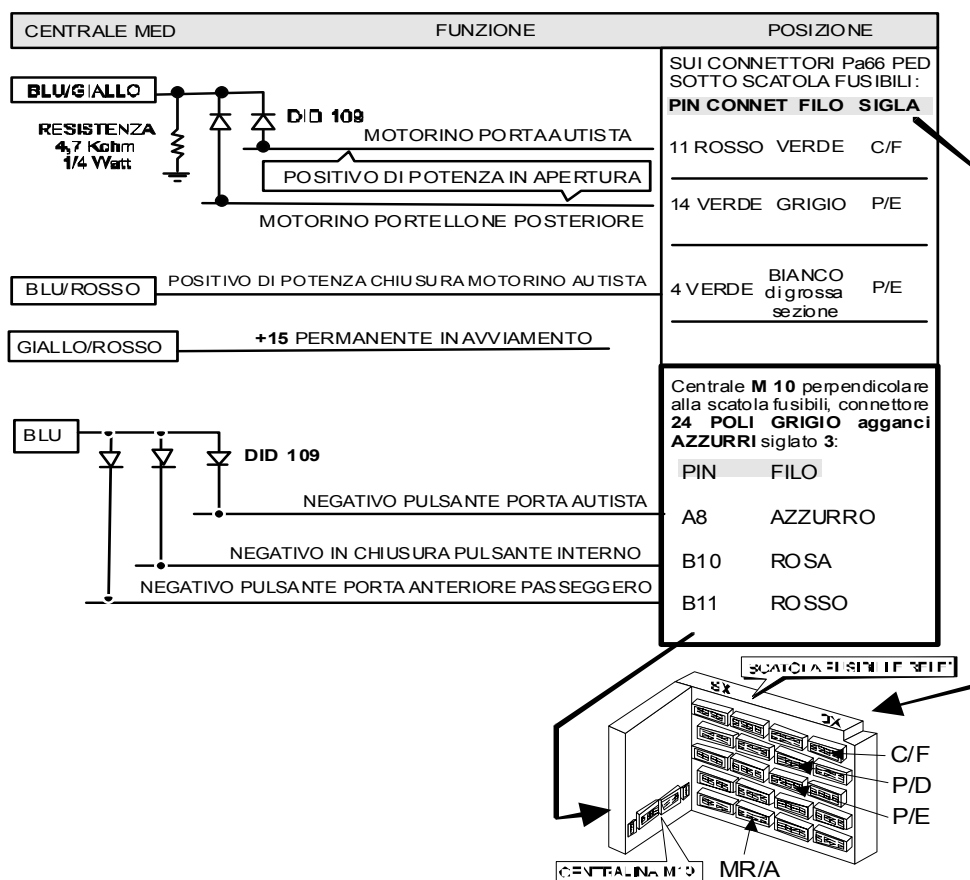 CENTRALE MED FUNZIONE POSIZIONE
SUI CONNETTORI Pa66 PED
SOTTO SCATOLA FUSIBILI:
PIN CONNET FILO SIGLA
BLU/GIALLO
DID 109
RESISTENZA
4,7 Kohm
1/4 Watt
MOTORINO PORTA AUTISTA
11 ROSSO VERDE C/F
POSITIVO DI POTENZA IN APERTURA
MOTORINO PORTELLONE POSTERIORE
14 VERDE GRIGIO P/E
BLU/ROSSO
POSITIVO DI POTENZA CHIUSURA MOTORINO AUTISTA
4 VERDE BIANCO P/E
di grossa
sezione
GIALLO/ROSSO
+15 PERMANENTE IN AVVIAMENTO
Centrale M 10 perpendicolare
alla scatola fusibili, connettore
24 POLI GRIGIO agganci
AZZURRI siglato 3:
PIN FILO
BLU
DID 109
NEGATIVO PULSANTE PORTA AUTISTA
A8 AZZURRO
NEGATIVO IN CHIUSURA PULSANTE INTERNO
B10 ROSA
NEGATIVO PULSANTE PORTA ANTERIORE PASSEGGERO
B11 ROSSO
SCATOLA FUSIBILI E RELE'
SX
DX
C/F
P/D
P/E
MR/A
CENTRALINA M10